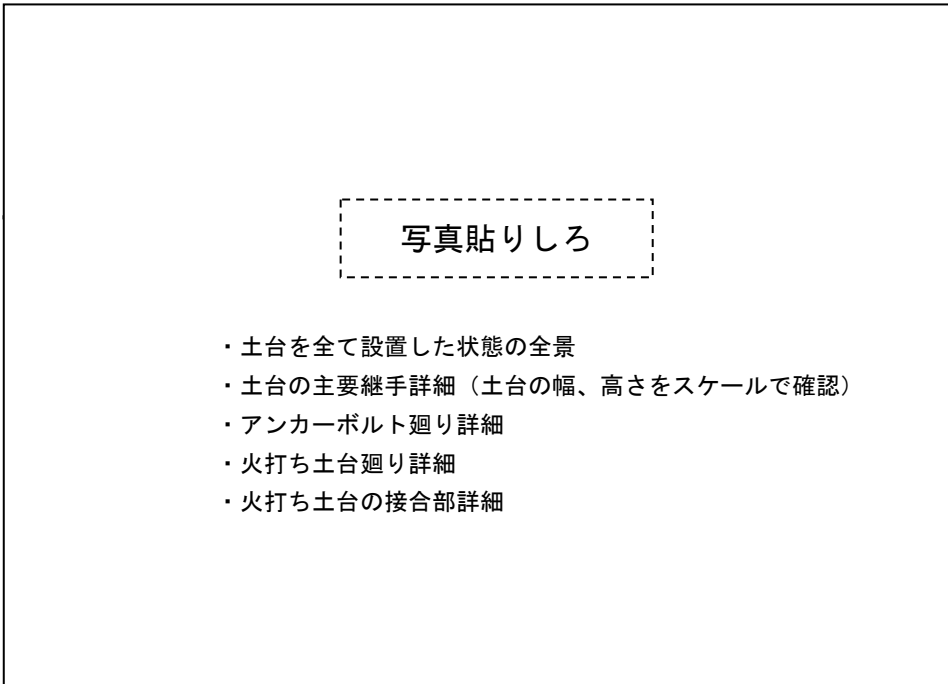 写真貼りしろ
・土台を全て設置した状態の全景
・土台の主要継手詳細（土台の幅、高さをスケールで確認）
・アンカーボルト廻り詳細
・火打ち土台廻り詳細
・火打ち土台の接合部詳細